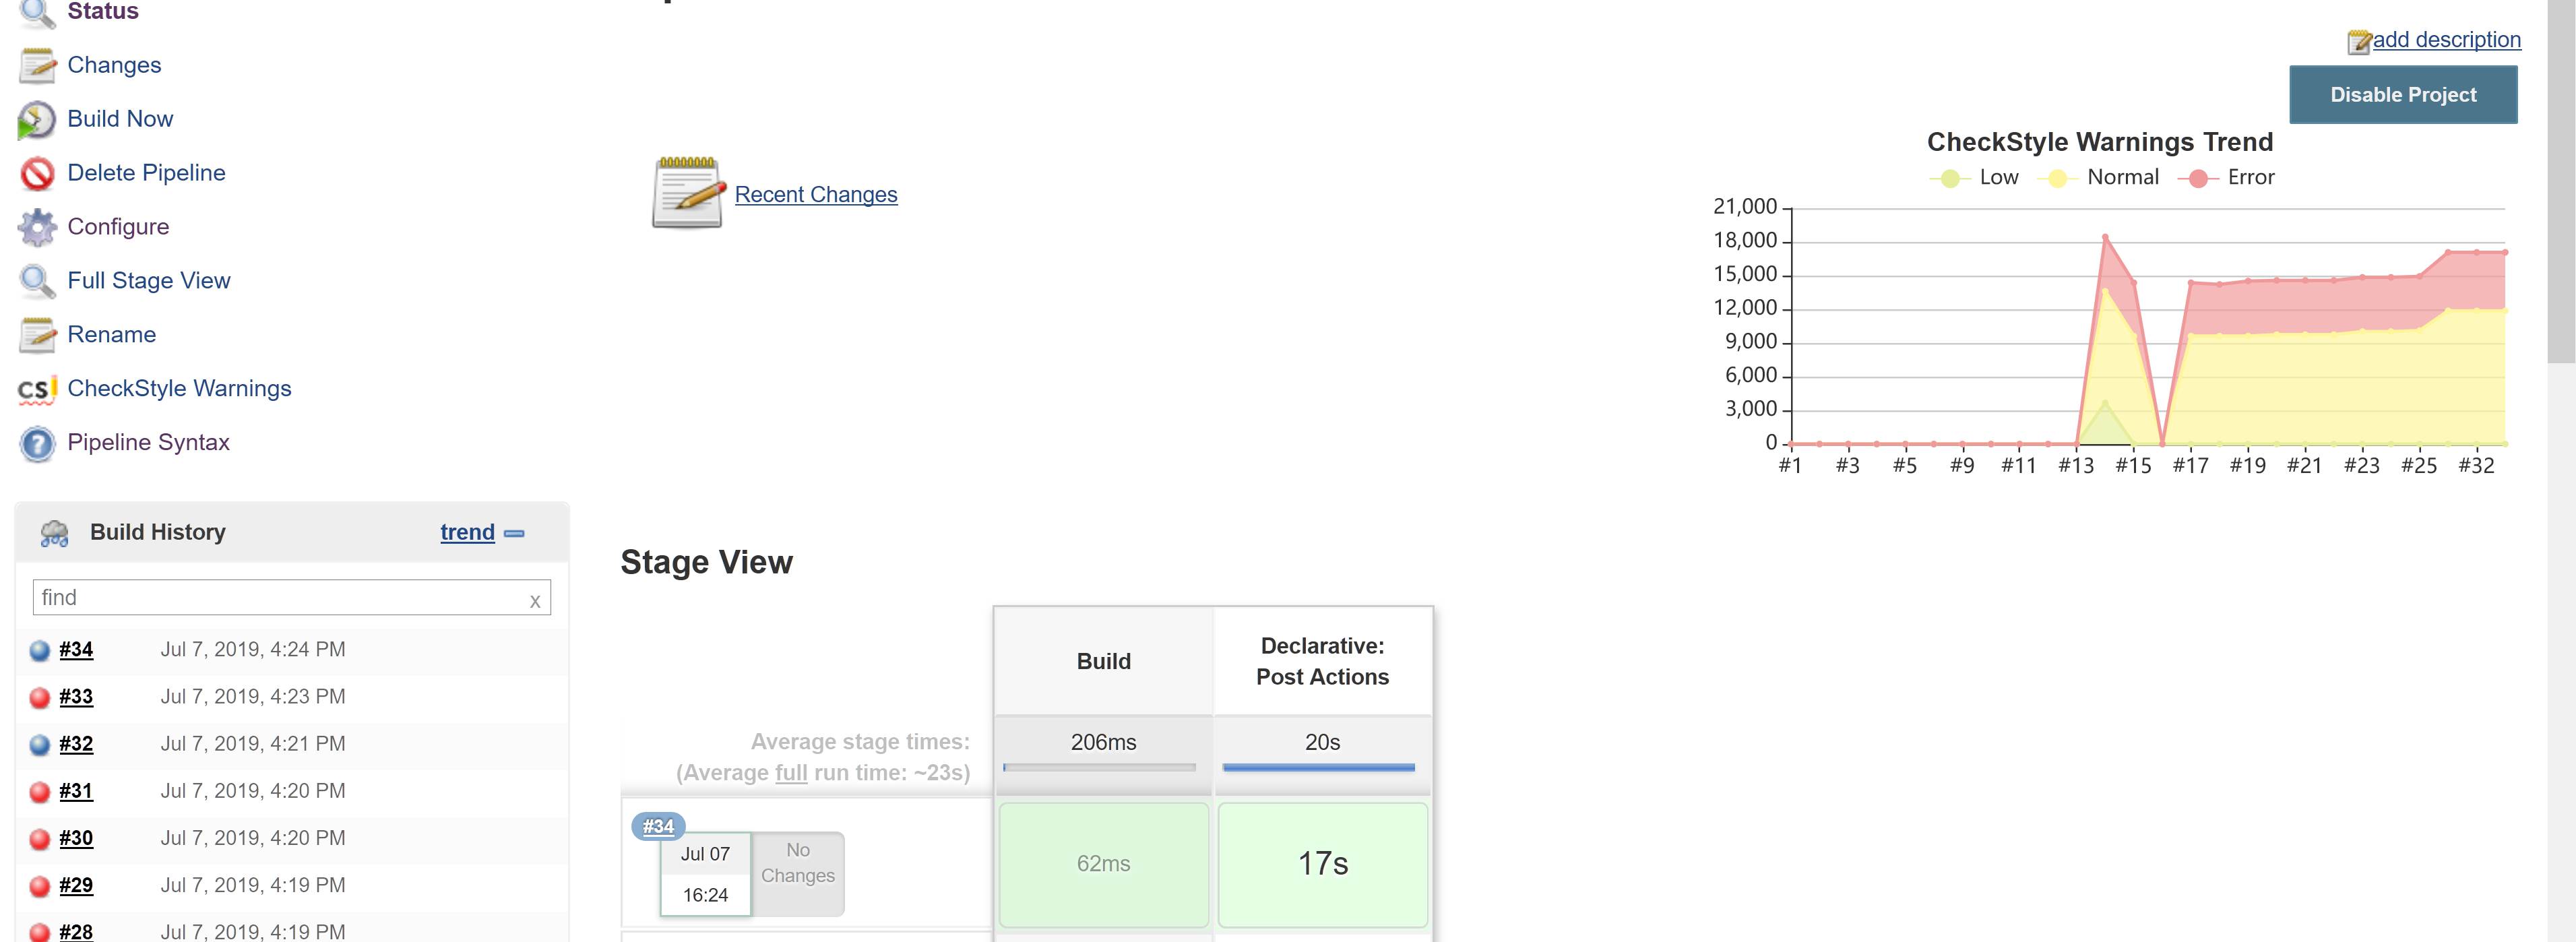 Status
Changes
Build Now
Delete Pipeline
Configure
Full Stage View
Rename
CS CheckStyle Warnings
Pipeline Syntax
Build History trend
find x
#34 Jul 7, 2019, 4:24 PM
#33 Jul 7, 2019, 4:23 PM
#32 Jul 7, 2019, 4:21 PM
#31 Jul 7, 2019, 4:20 PM
#30 Jul 7, 2019, 4:20 PM
#29 Jul 7, 2019, 4:19 PM
#28 Jul 7, 2019, 4:19 PM
Recent Changes
add description
Disable Project
CheckStyle Warnings Trend
Low Normal Error
21,000
18,000
15,000
12,000
9,000
6,000
3,000
0
#1 #3 #5 #9 #11 #13 #15 #17 #19 #21 #23 #25 #32
Stage View
Build
Declarative:
Post Actions
Average stage times:
(Average full run time: ~23s)
206ms
20s
#34
Jul 07
16:24
No
Changes
62ms
17s